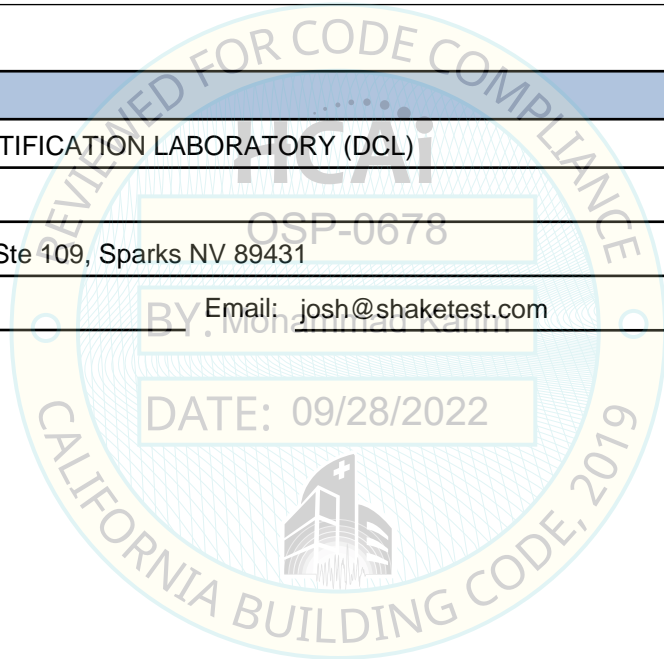 REVIEWED FOR CODE COMPLIANCE
HCAi
TIFICATION LABORATORY (DCL)
OSP-0678
Ste 109, Sparks NV 89431
Email: josh@shaketest.com
BY: Mohammad Karim
DATE: 09/28/2022
CALIFORNIA BUILDING CODE, 2019